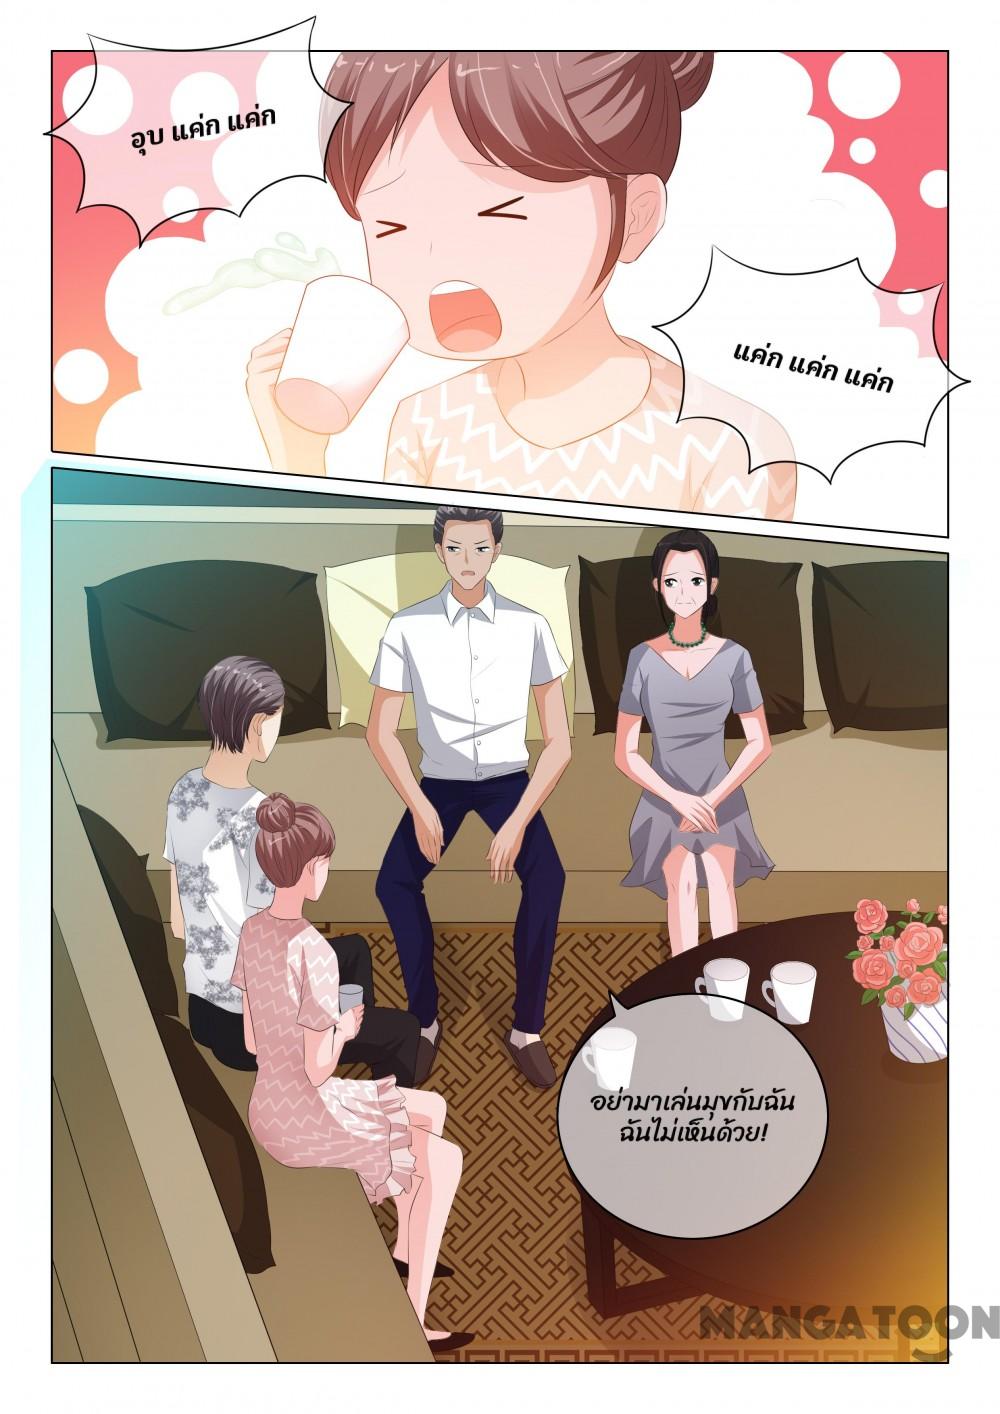 อุบ แค่ก แค่ก
แค่ก แค่ก แค่ก
อย่ามาเล่นมุขกับฉัน
ฉันไม่เห็นด้วย!
MANGATOON